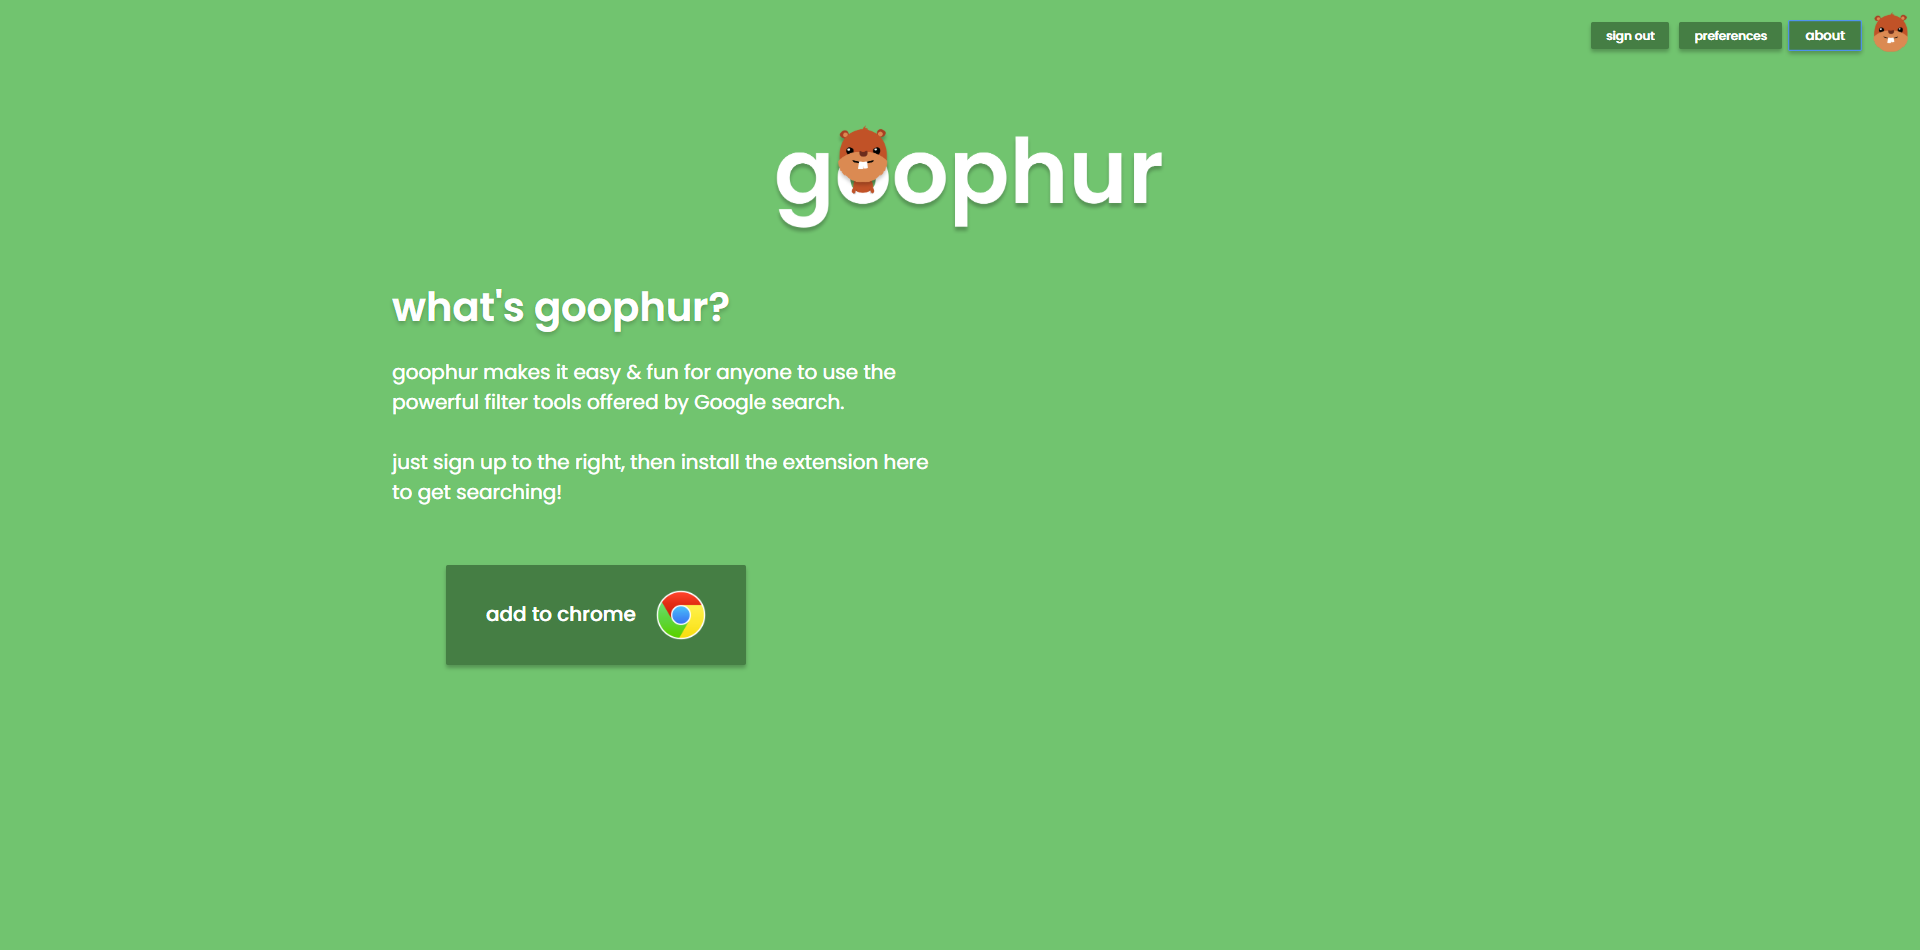 sign out
preferences
about
goophur
what's goophur?
goophur makes it easy & fun for anyone to use the
powerful filter tools offered by Google search.
just sign up to the right, then install the extension here
to get searching!
add to chrome